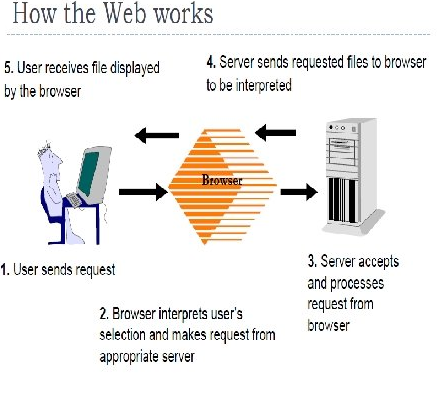 How the Web works
5. User receives file displayed
by the browser
4. Server sends requested files to browser
to be interpreted
Browser
1. User sends request
2. Browser interprets user's
selection and makes request from
appropriate server
3. Server accepts
and processes
request from
browser